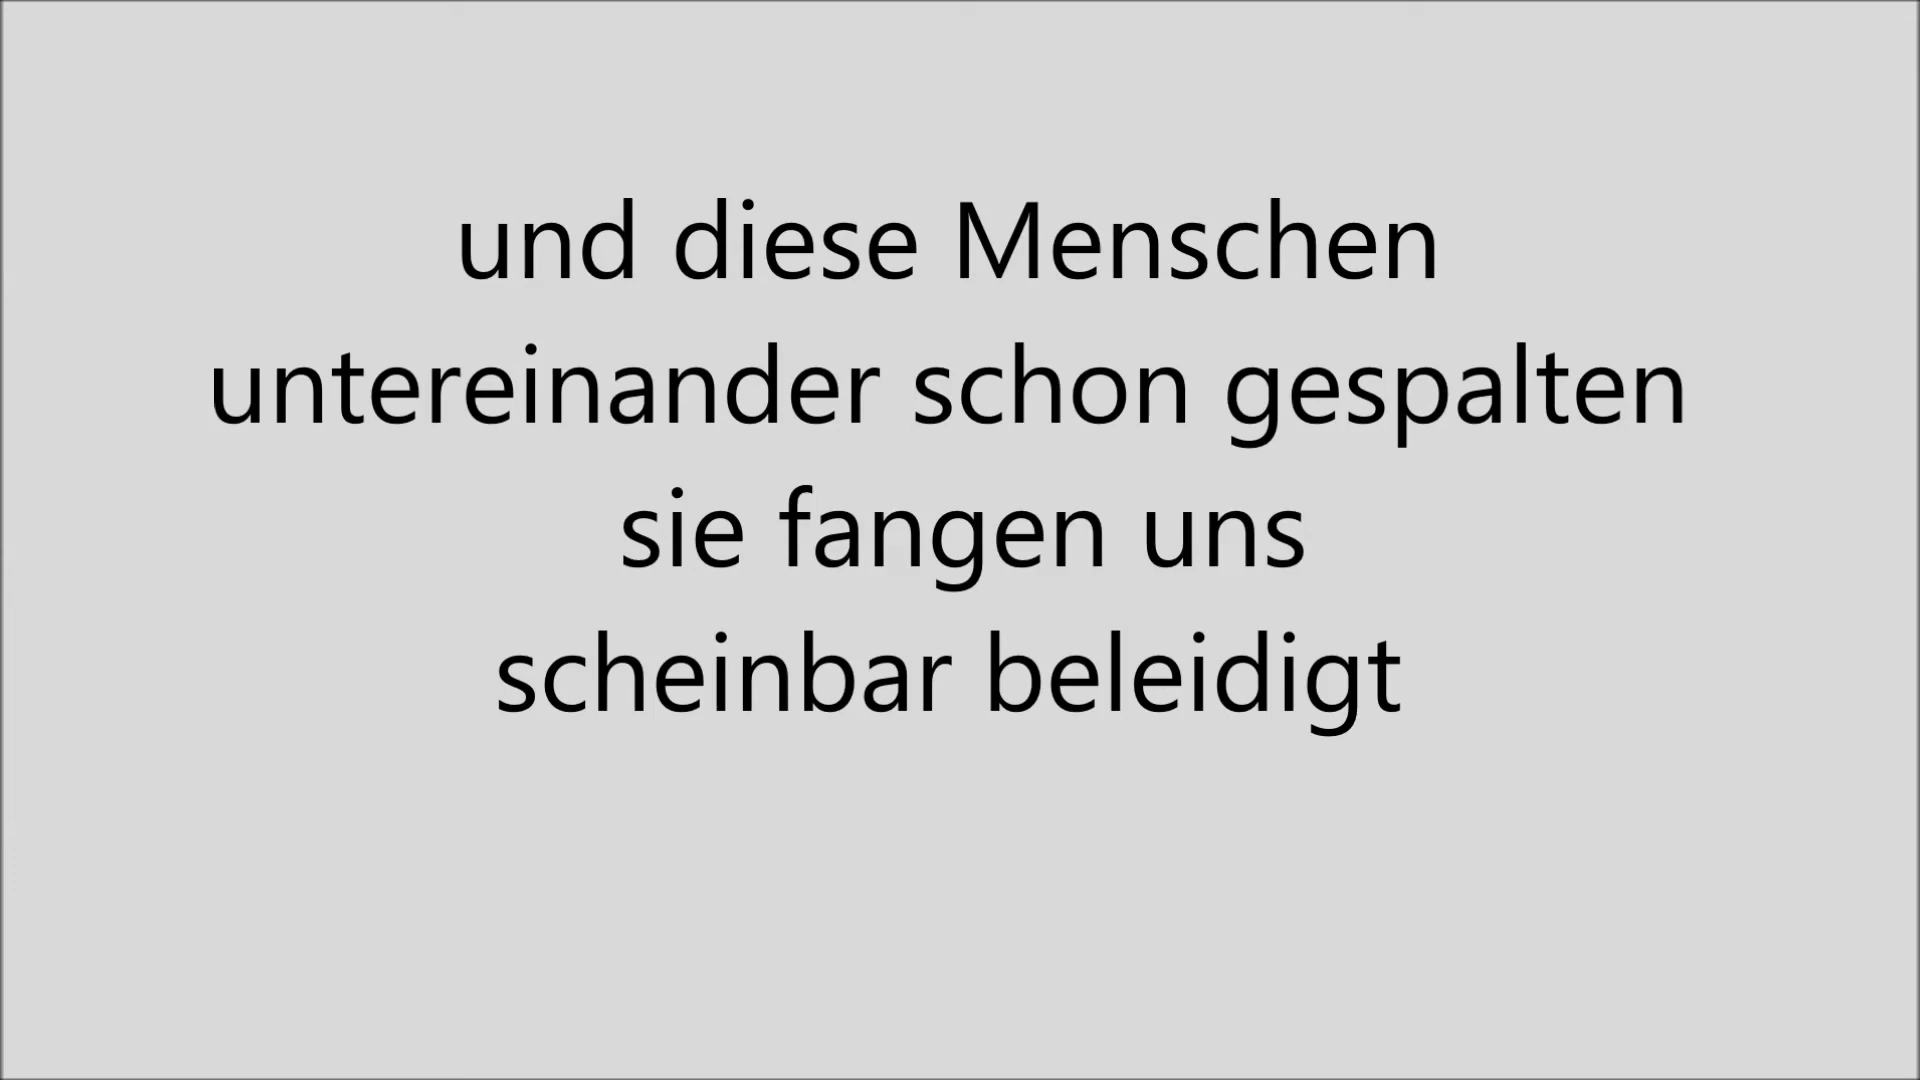 und diese Menschen
untereinander schon gespalten
sie fangen uns
scheinbar beleidigt